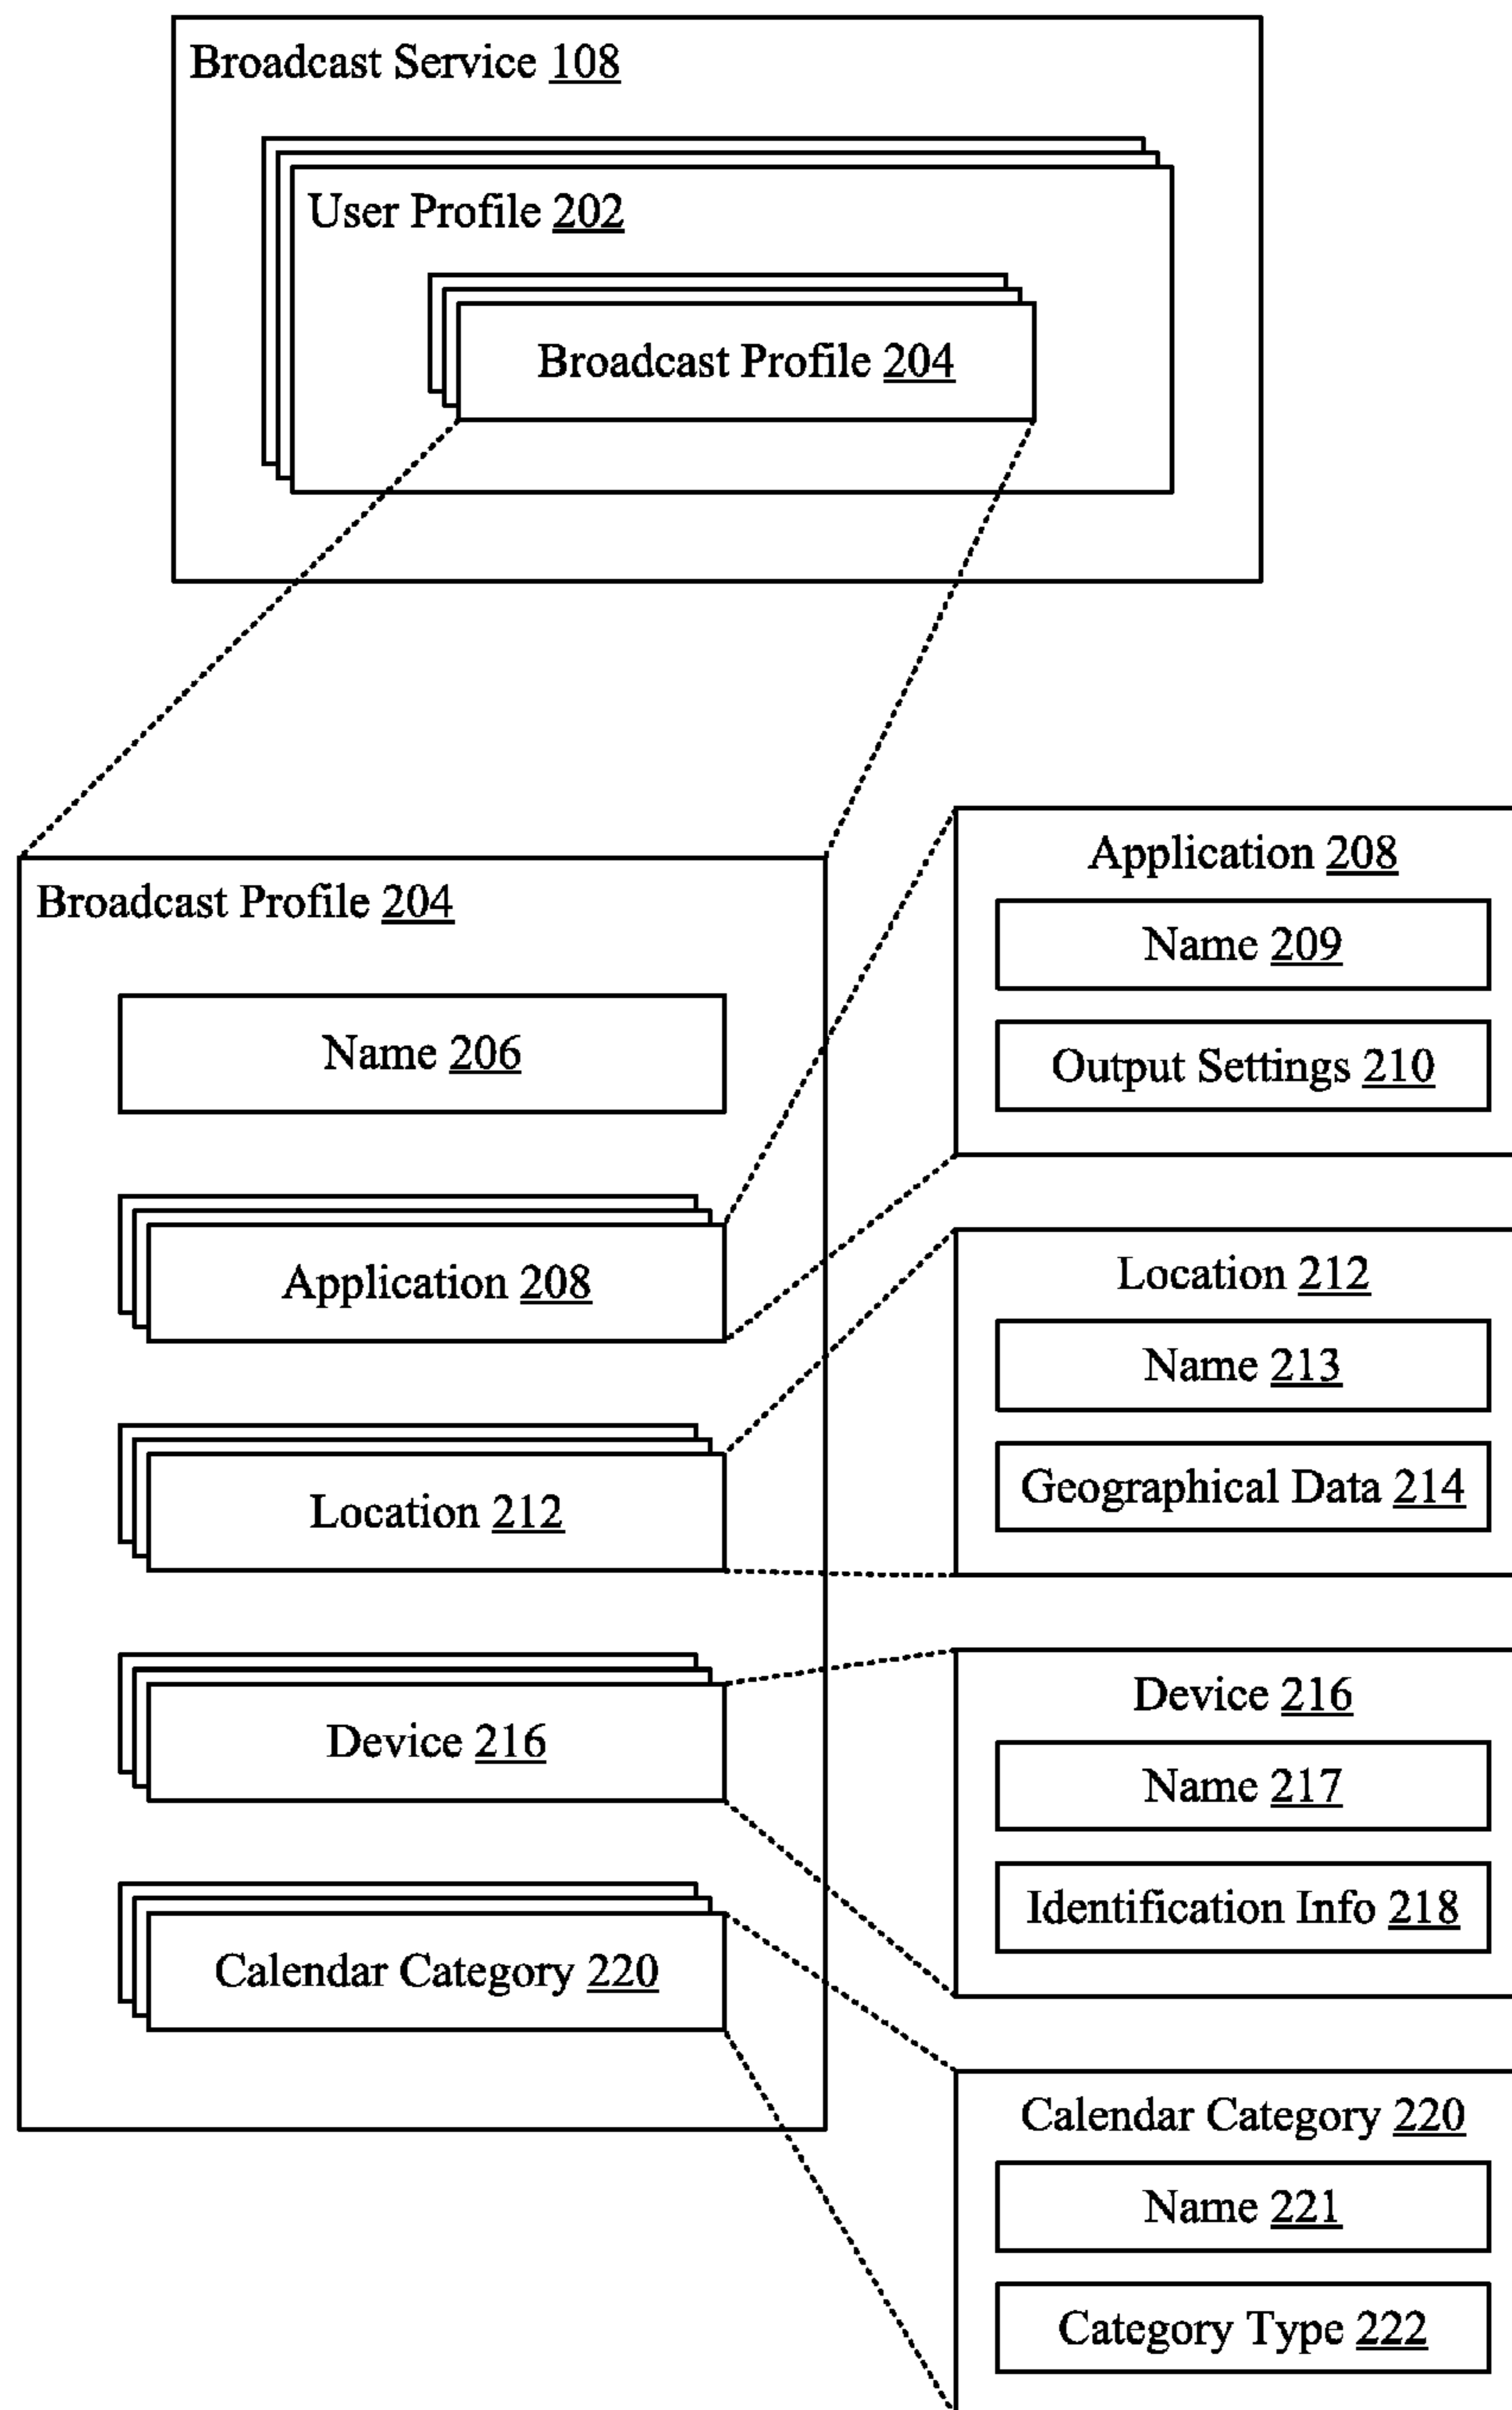 Broadcast Service 108
User Profile 202
Broadcast Profile 204
Broadcast Profile 204
Name 206
Application 208
Location 212
Device 216
Calendar Category 220
Application 208
Name 209
Output Settings 210
Location 212
Name 213
Geographical Data 214
Device 216
Name 217
Identification Info 218
Calendar Category 220
Name 221
Category Type 222